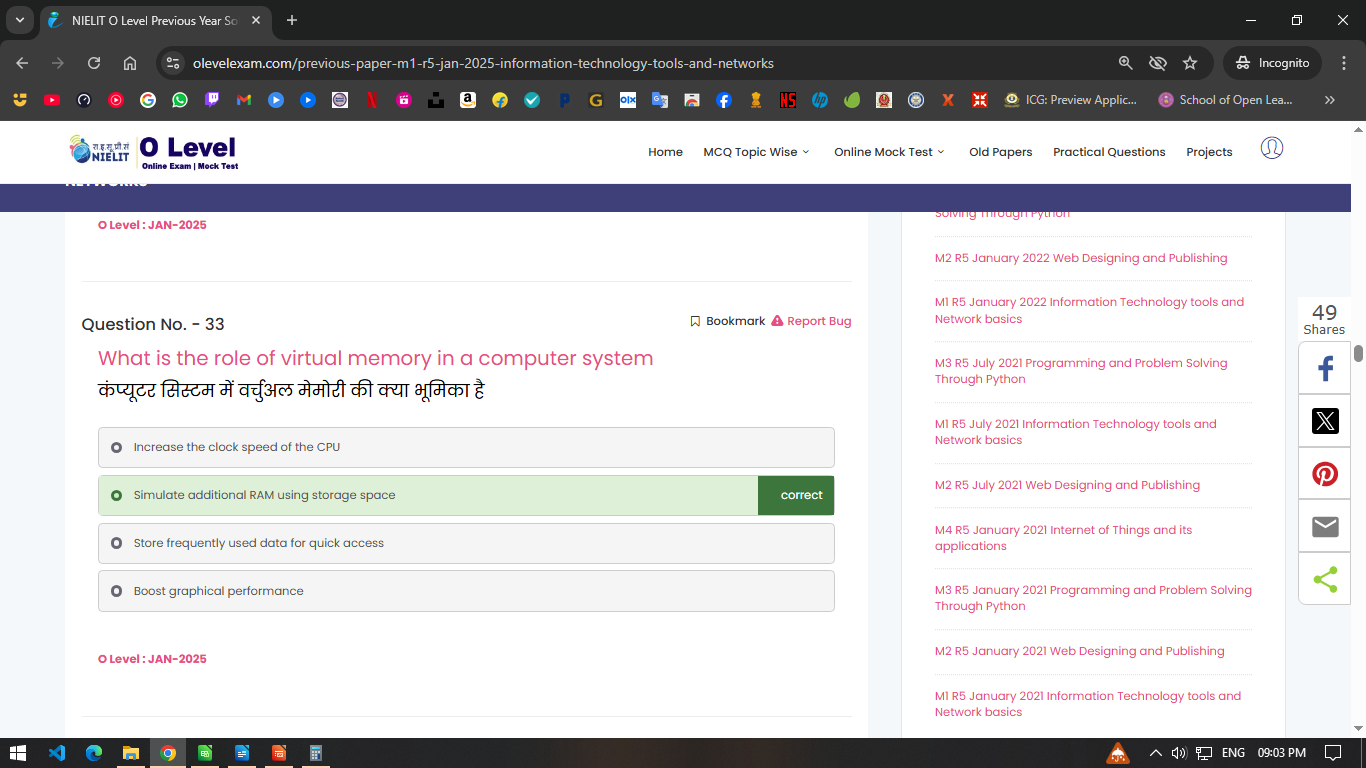 NIELIT O Level Previous Year So
olevelexam.com/previous-paper-m1-r5-jan-2025-information-technology-tools-and-networks
Incognito
ICG: Preview Applic...
School of Open Lea...
रा.इ.सू.प्रौ.सं
NIELIT
O Level
Online Exam | Mock Test
Home
MCQ Topic Wise
Online Mock Test
Old Papers
Practical Questions
Projects
NETWORKS
O Level : JAN-2025
Question No. - 33
Bookmark
Report Bug
What is the role of virtual memory in a computer system
कंप्यूटर सिस्टम में वर्चुअल मेमोरी की क्या भूमिका है
Increase the clock speed of the CPU
Simulate additional RAM using storage space
correct
Store frequently used data for quick access
Boost graphical performance
O Level : JAN-2025
Solving Through Python
M2 R5 January 2022 Web Designing and Publishing
M1 R5 January 2022 Information Technology tools and
Network basics
M3 R5 July 2021 Programming and Problem Solving
Through Python
M1 R5 July 2021 Information Technology tools and
Network basics
M2 R5 July 2021 Web Designing and Publishing
M4 R5 January 2021 Internet of Things and its
applications
M3 R5 January 2021 Programming and Problem Solving
Through Python
M2 R5 January 2021 Web Designing and Publishing
M1 R5 January 2021 Information Technology tools and
Network basics
49
Shares
ENG
09:03 PM